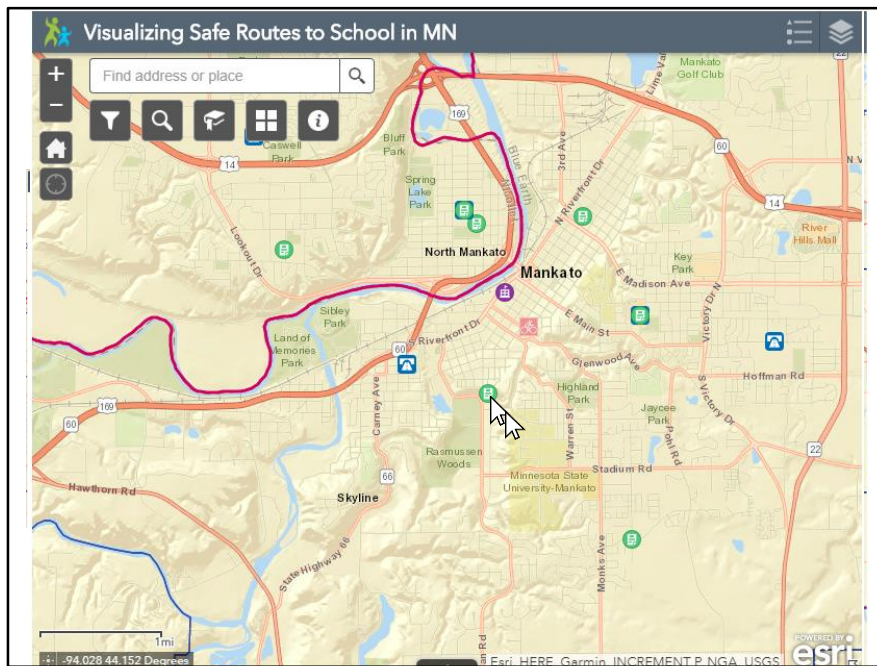 Visualizing Safe Routes to School in MN
Find address or place
+
−
Mankato
Golf Club
Lime Val
169
Bluff
Park
Caswell
Park
14
3rd Ave
60
N V
Blue Earth
Nicollet
N Riverfront Dr
Spring
Lake
Park
14
River
Hills Mall
Lookout Dr
North Mankato
Key
Park
Mankato
E Madison Ave
Victory Dr N
Sibley
Park
Land of
Memories
Park
S Riverfront Dr
E Main St
60
Glenwood Ave
Hoffman Rd
169
60
Carney Ave
Highland
Park
Warren St
Jaycee
Park
Pohl Rd
S Victory Dr
22
Rasmussen
Woods
Stadium Rd
66
Minnesota State
University-Mankato
Hawthorn Rd
Skyline
State Highway 66
Monks Ave
1mi
-94.028 44.152 Degrees
an Rd
Esri, HERE, Garmin, INCREMENT P, NGA, USGS
POWERED BY
esri